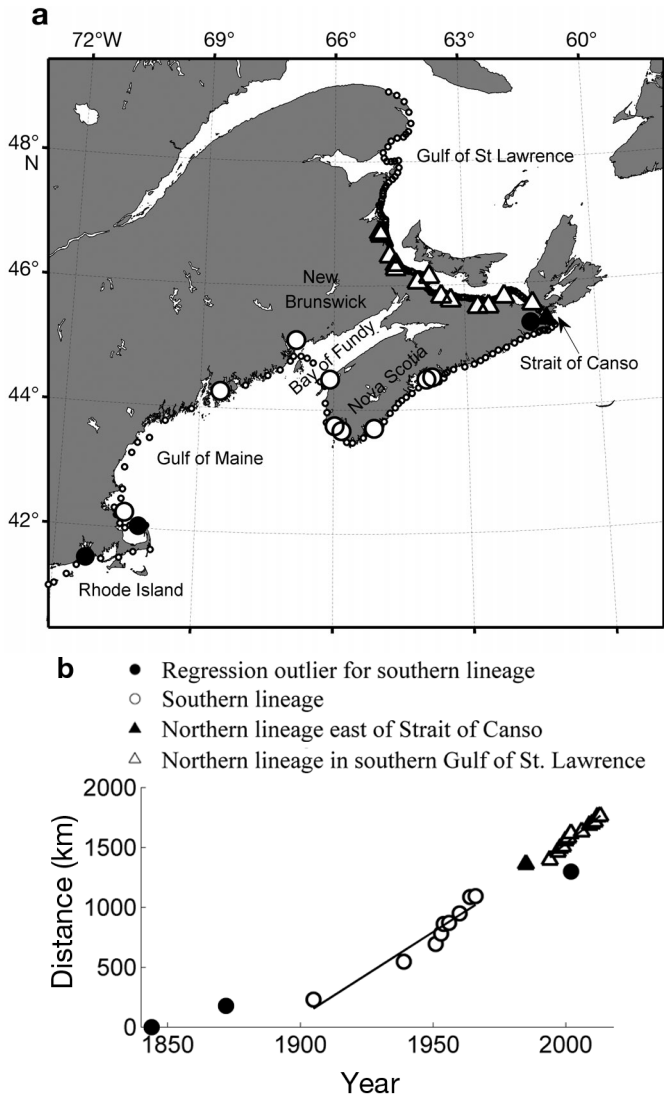 a
72°W 69° 66° 63° 60°
48°
N
Gulf of St Lawrence
46°
New
Brunswick
Bay of Fundy
Nova Scotia
Strait of Canso
44°
Gulf of Maine
42°
Rhode Island
b
Regression outlier for southern lineage
Southern lineage
Northern lineage east of Strait of Canso
Northern lineage in southern Gulf of St. Lawrence
2000
1500
1000
500
0
Distance (km)
1850 1900 1950 2000
Year